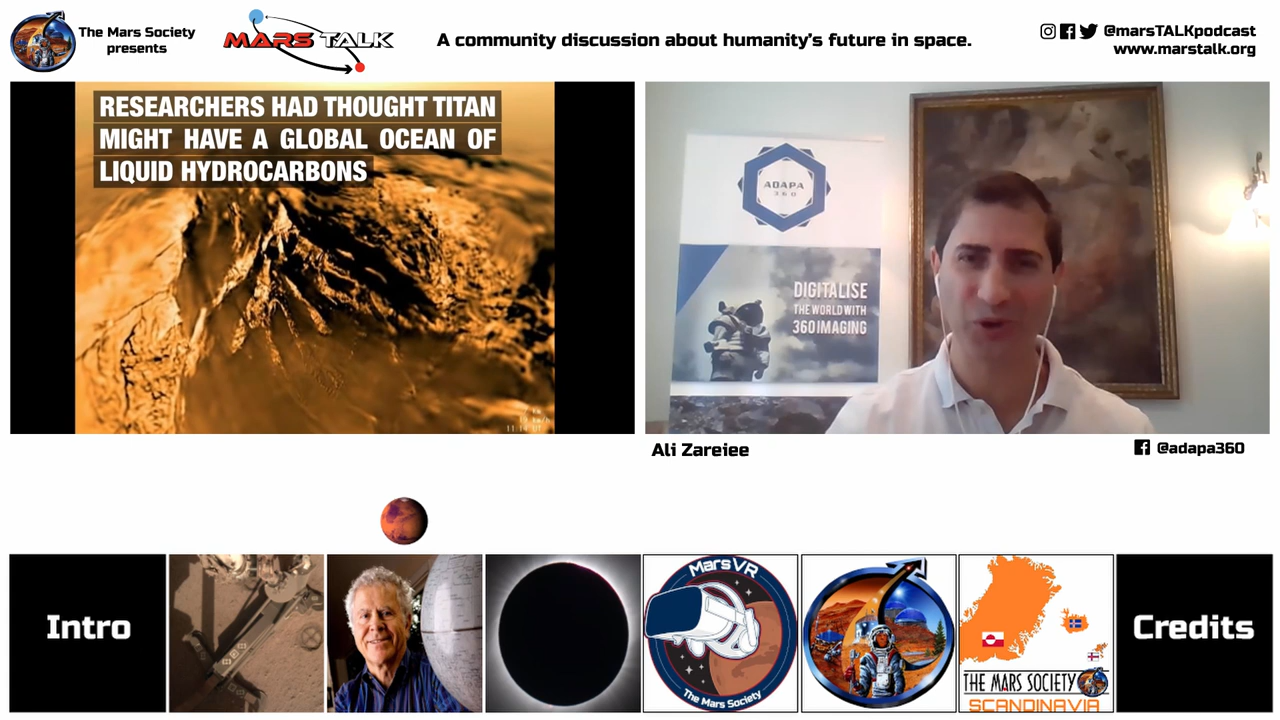 The Mars Society
presents
MARS TALK
A community discussion about humanity's future in space.
@marsTALKpodcast
www.marstalk.org
RESEARCHERS HAD THOUGHT TITAN
MIGHT HAVE A GLOBAL OCEAN OF
LIQUID HYDROCARBONS
ADAPA
360
DIGITALISE
THE WORLD WITH
360 IMAGING
Ali Zareiee
@adapa360
Intro
MarsVR
The Mars Society
THE MARS SOCIETY
SCANDINAVIA
Credits